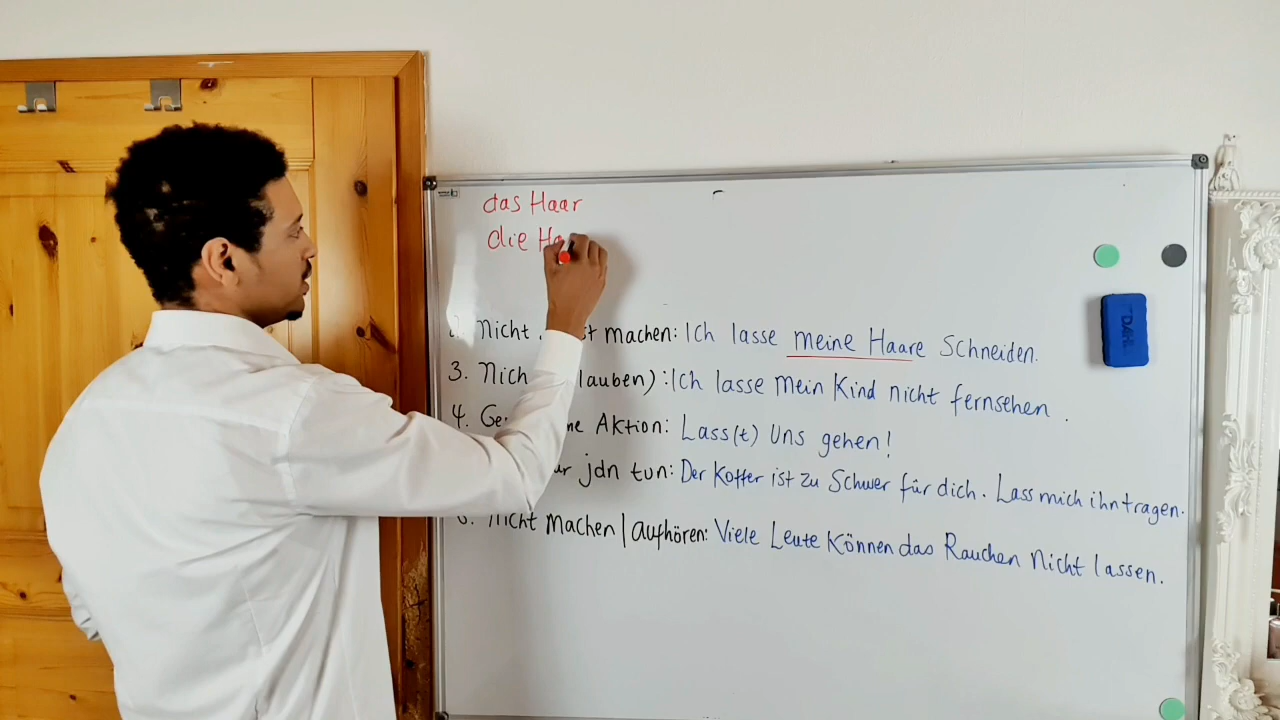 das Haar
die
2. Nicht machen: Ich lasse meine Haare Schneiden.
3. Nich lauben): Ich lasse mein Kind nicht fernsehen.
4. Ge Aktion: Lass(t) Uns gehen!
jdn tun: Der Koffer ist zu Schwer für dich. Lass mich ihn tragen.
6. Nicht machen | Aufhören: Viele Leute können das Rauchen Nicht lassen.